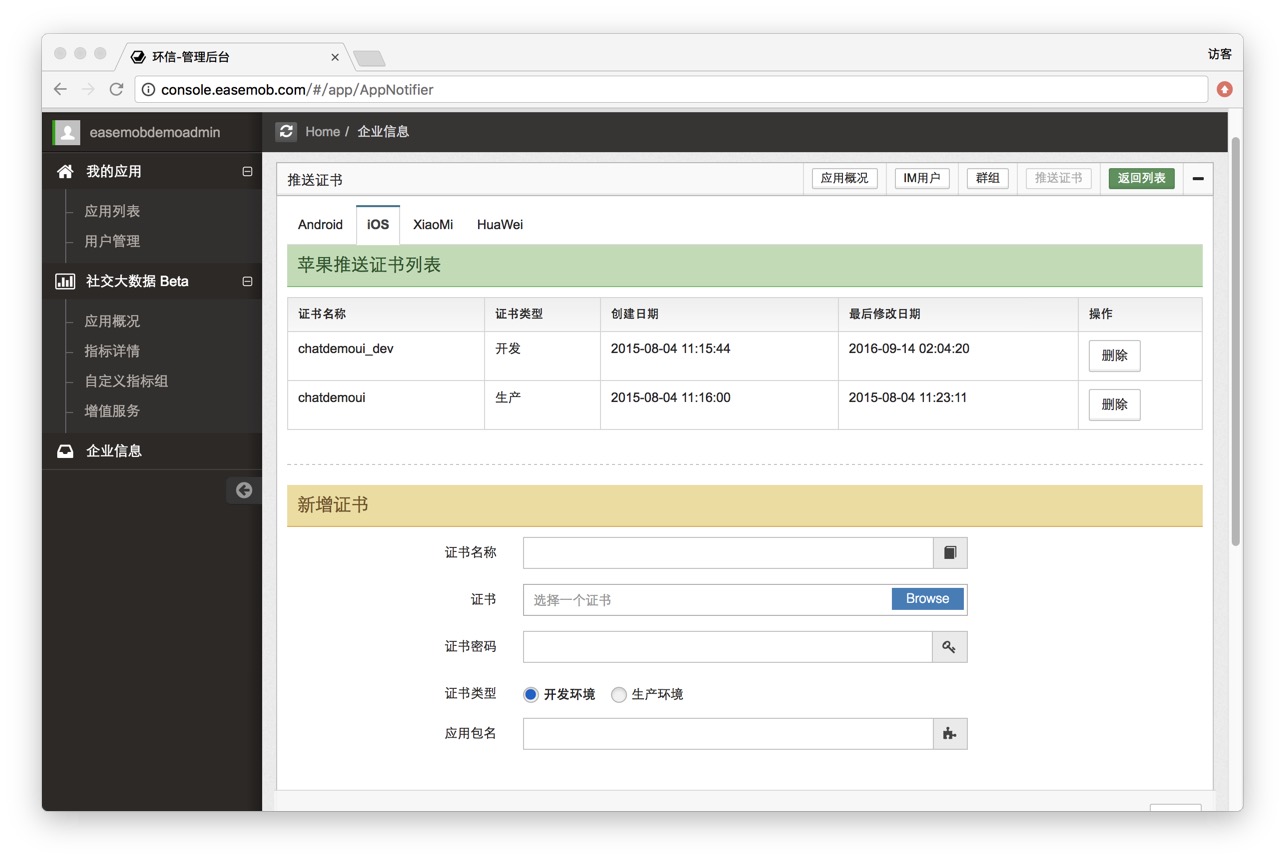 环信-管理后台
访客
console.easemob.com/#/app/AppNotifier
easemobdemoadmin
Home / 企业信息
我的应用
应用列表
用户管理
社交大数据 Beta
应用概况
指标详情
自定义指标组
增值服务
企业信息
推送证书
应用概况 IM用户 群组 推送证书 返回列表
Android iOS XiaoMi HuaWei
苹果推送证书列表
证书名称 证书类型 创建日期 最后修改日期 操作
chatdemoui_dev 开发 2015-08-04 11:15:44 2016-09-14 02:04:20 删除
chatdemoui 生产 2015-08-04 11:16:00 2015-08-04 11:23:11 删除
新增证书
证书名称
证书 选择一个证书 Browse
证书密码
证书类型 开发环境 生产环境
应用包名